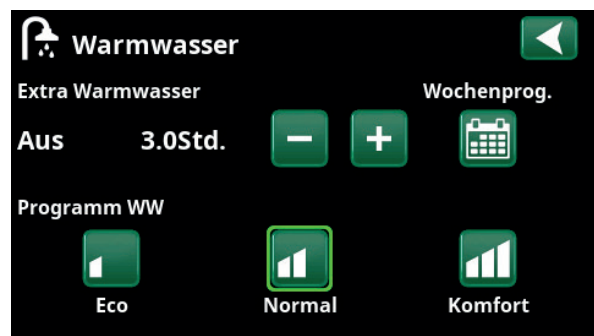 Warmwasser
Extra Warmwasser
Wochenprog.
Aus 3.0Std.
Programm WW
Eco Normal Komfort